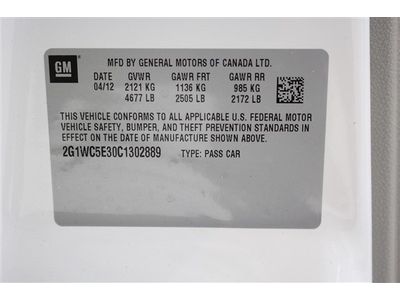 GM
MFD BY GENERAL MOTORS OF CANADA LTD.
04/12 GVWR GAWR FRT GAWR RR
2121 KG 1136 KG 985 KG
4677 LB 2505 LB 2172 LB
THIS VEHICLE CONFORMS TO ALL APPLICABLE U.S. FEDERAL MOTOR
VEHICLE SAFETY, BUMPER, AND THEFT PREVENTION STANDARDS IN
EFFECT ON THE DATE OF MANUFACTURE SHOWN ABOVE.
2G1WC5E30C1302889 TYPE: PASS CAR